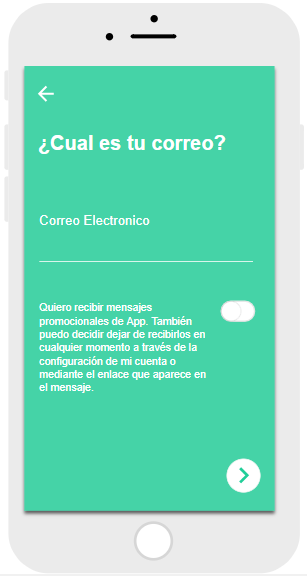 ¿Cual es tu correo?
Correo Electronico
Quiero recibir mensajes
promocionales de App. También
puedo decidir dejar de recibirlos en
cualquier momento a través de la
configuración de mi cuenta o
mediante el enlace que aparece en
el mensaje.